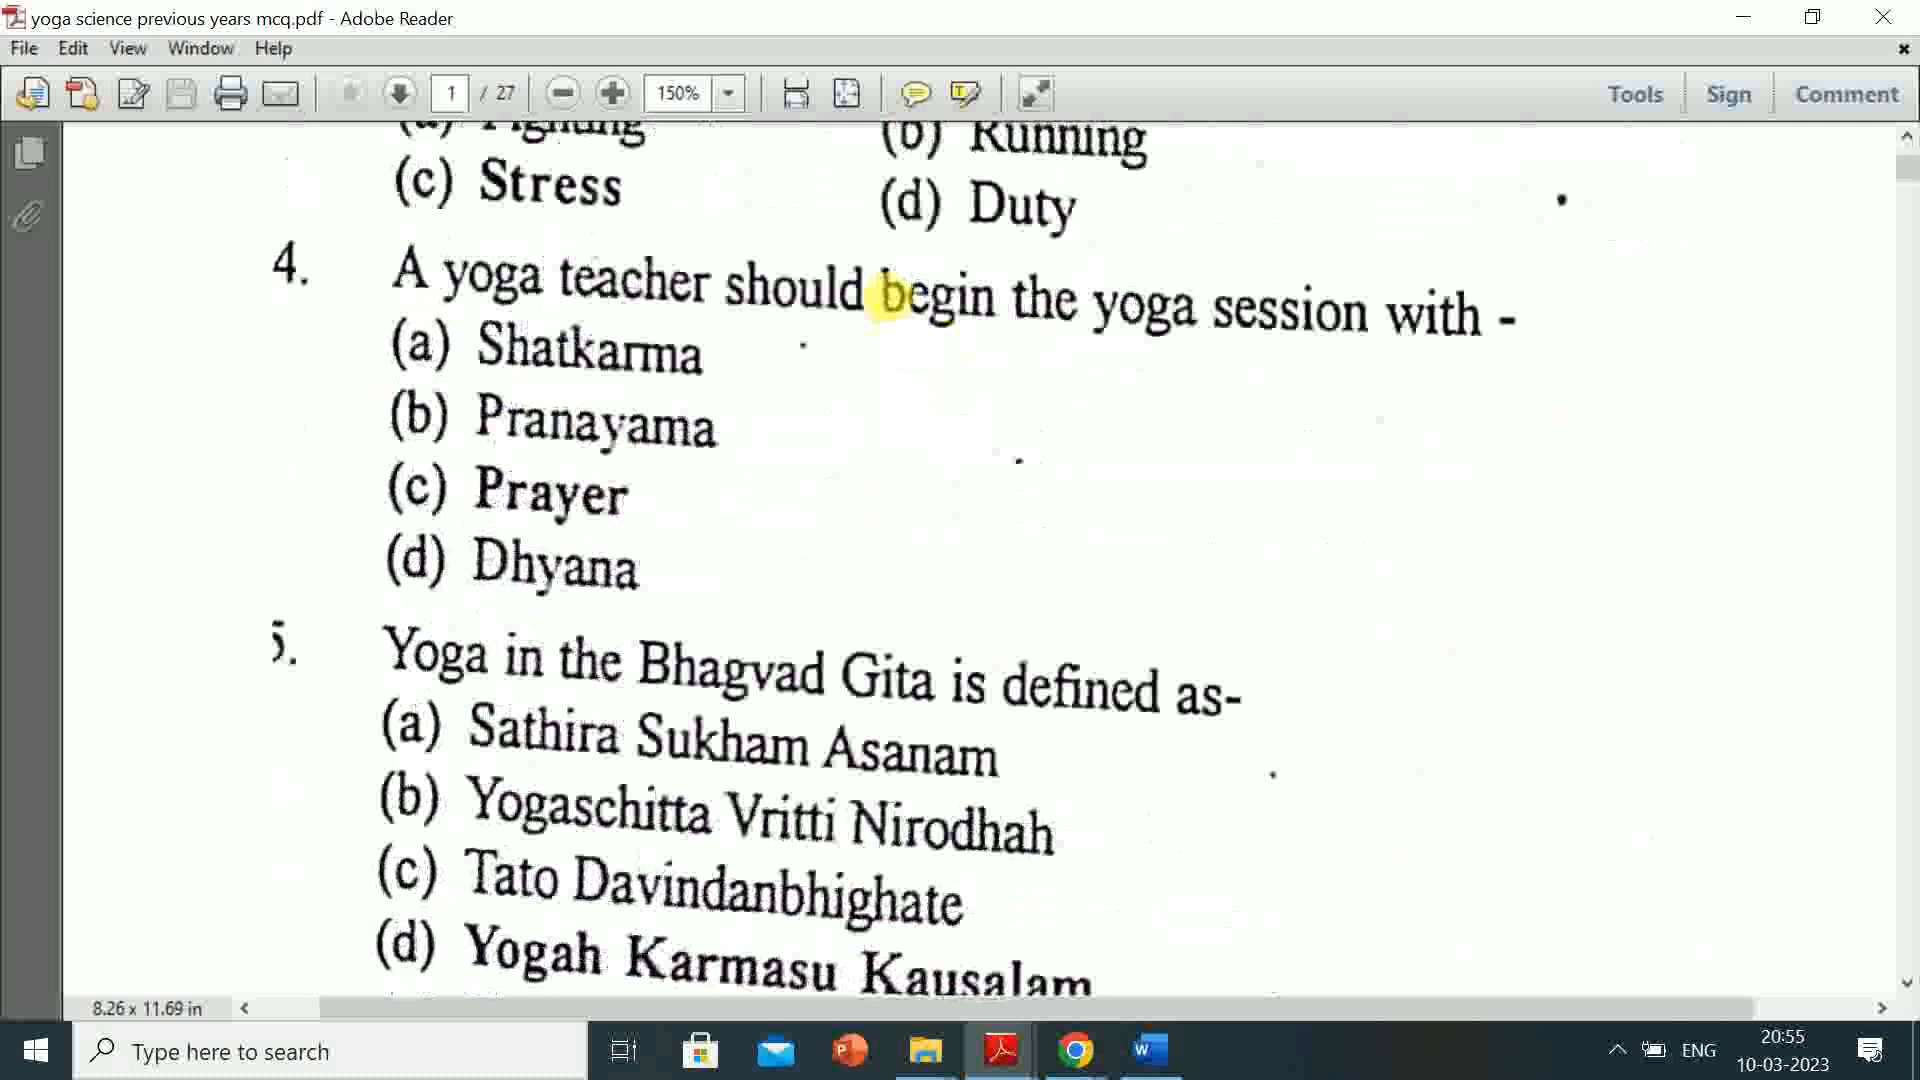 yoga science previous years mcq.pdf - Adobe Reader
File Edit View Window Help
1 / 27 150% Tools Sign Comment
(a) Fighting (b) Running
(c) Stress (d) Duty
4. A yoga teacher should begin the yoga session with -
(a) Shatkarma
(b) Pranayama
(c) Prayer
(d) Dhyana
5. Yoga in the Bhagvad Gita is defined as-
(a) Sathira Sukham Asanam
(b) Yogaschitta Vritti Nirodhah
(c) Tato Davindanbhighate
(d) Yogah Karmasu Kausalam
8.26 x 11.69 in
Type here to search
ENG
20:55
10-03-2023